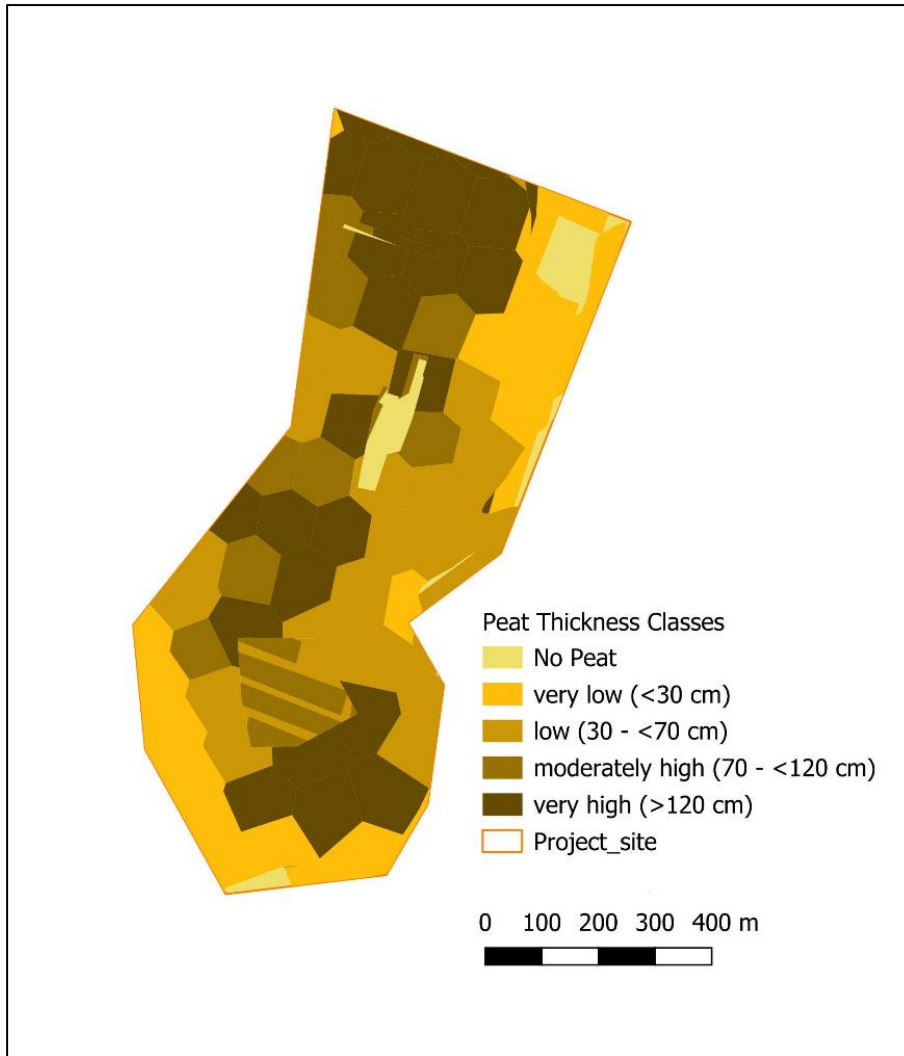 Peat Thickness Classes
No Peat
very low (<30 cm)
low (30 - <70 cm)
moderately high (70 - <120 cm)
very high (>120 cm)
Project_site
0 100 200 300 400 m